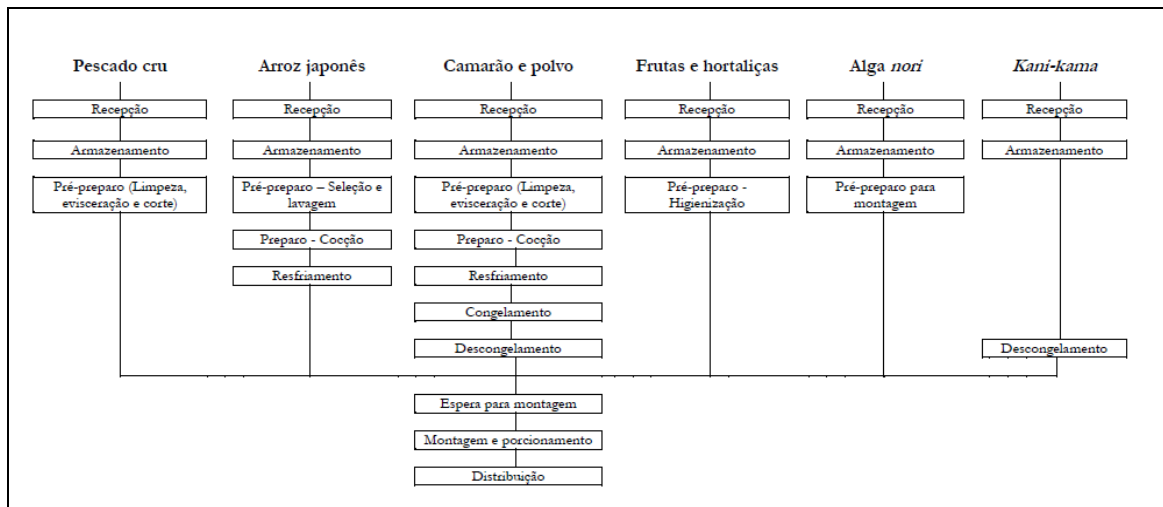 Pescado cru
Arroz japonês
Camarão e polvo
Frutas e hortaliças
Alga nori
Kani-kama
Recepção
Recepção
Recepção
Recepção
Recepção
Recepção
Armazenamento
Armazenamento
Armazenamento
Armazenamento
Armazenamento
Armazenamento
Pré-preparo (Limpeza,
evisceração e corte)
Pré-preparo – Seleção e
lavagem
Pré-preparo (Limpeza,
evisceração e corte)
Pré-preparo -
Higienização
Pré-preparo para
montagem
Preparo - Cocção
Preparo - Cocção
Resfriamento
Resfriamento
Congelamento
Descongelamento
Descongelamento
Espera para montagem
Montagem e porcionamento
Distribuição